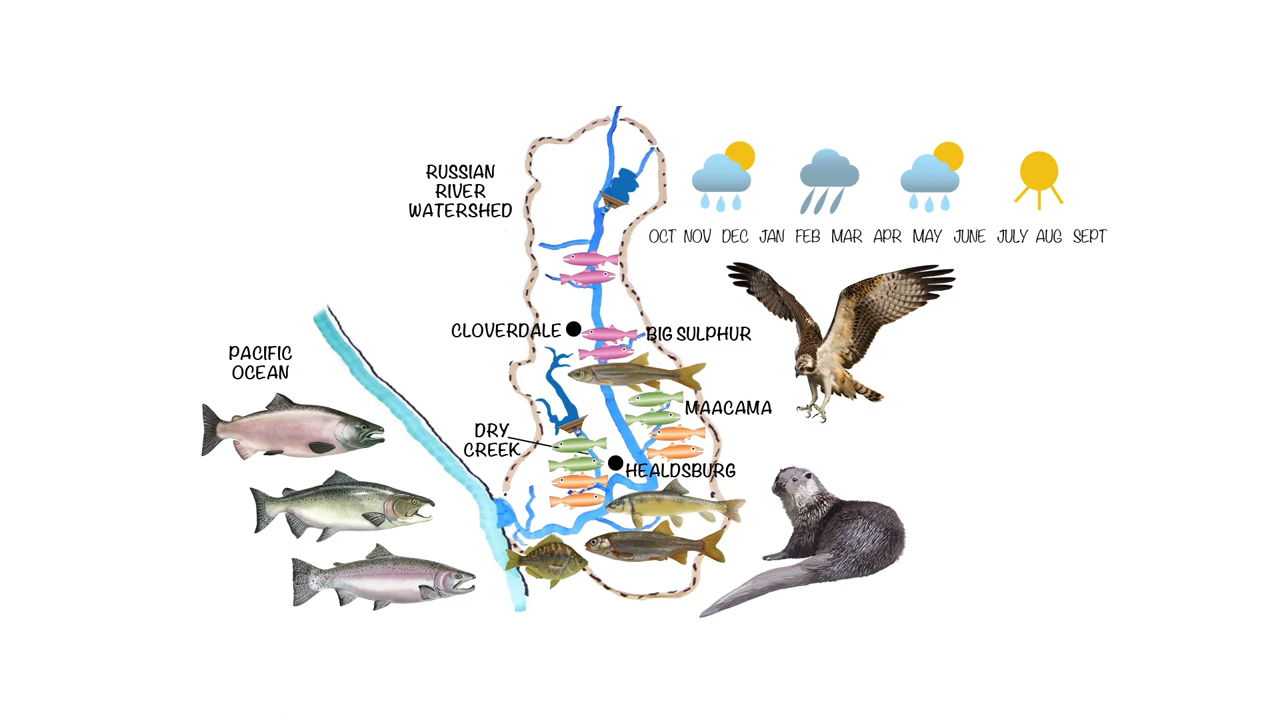 RUSSIAN
RIVER
WATERSHED
OCT NOV DEC JAN FEB MAR APR MAY JUNE JULY AUG SEPT
CLOVERDALE
BIG SULPHUR
PACIFIC
OCEAN
MAACAMA
DRY
CREEK
HEALDSBURG